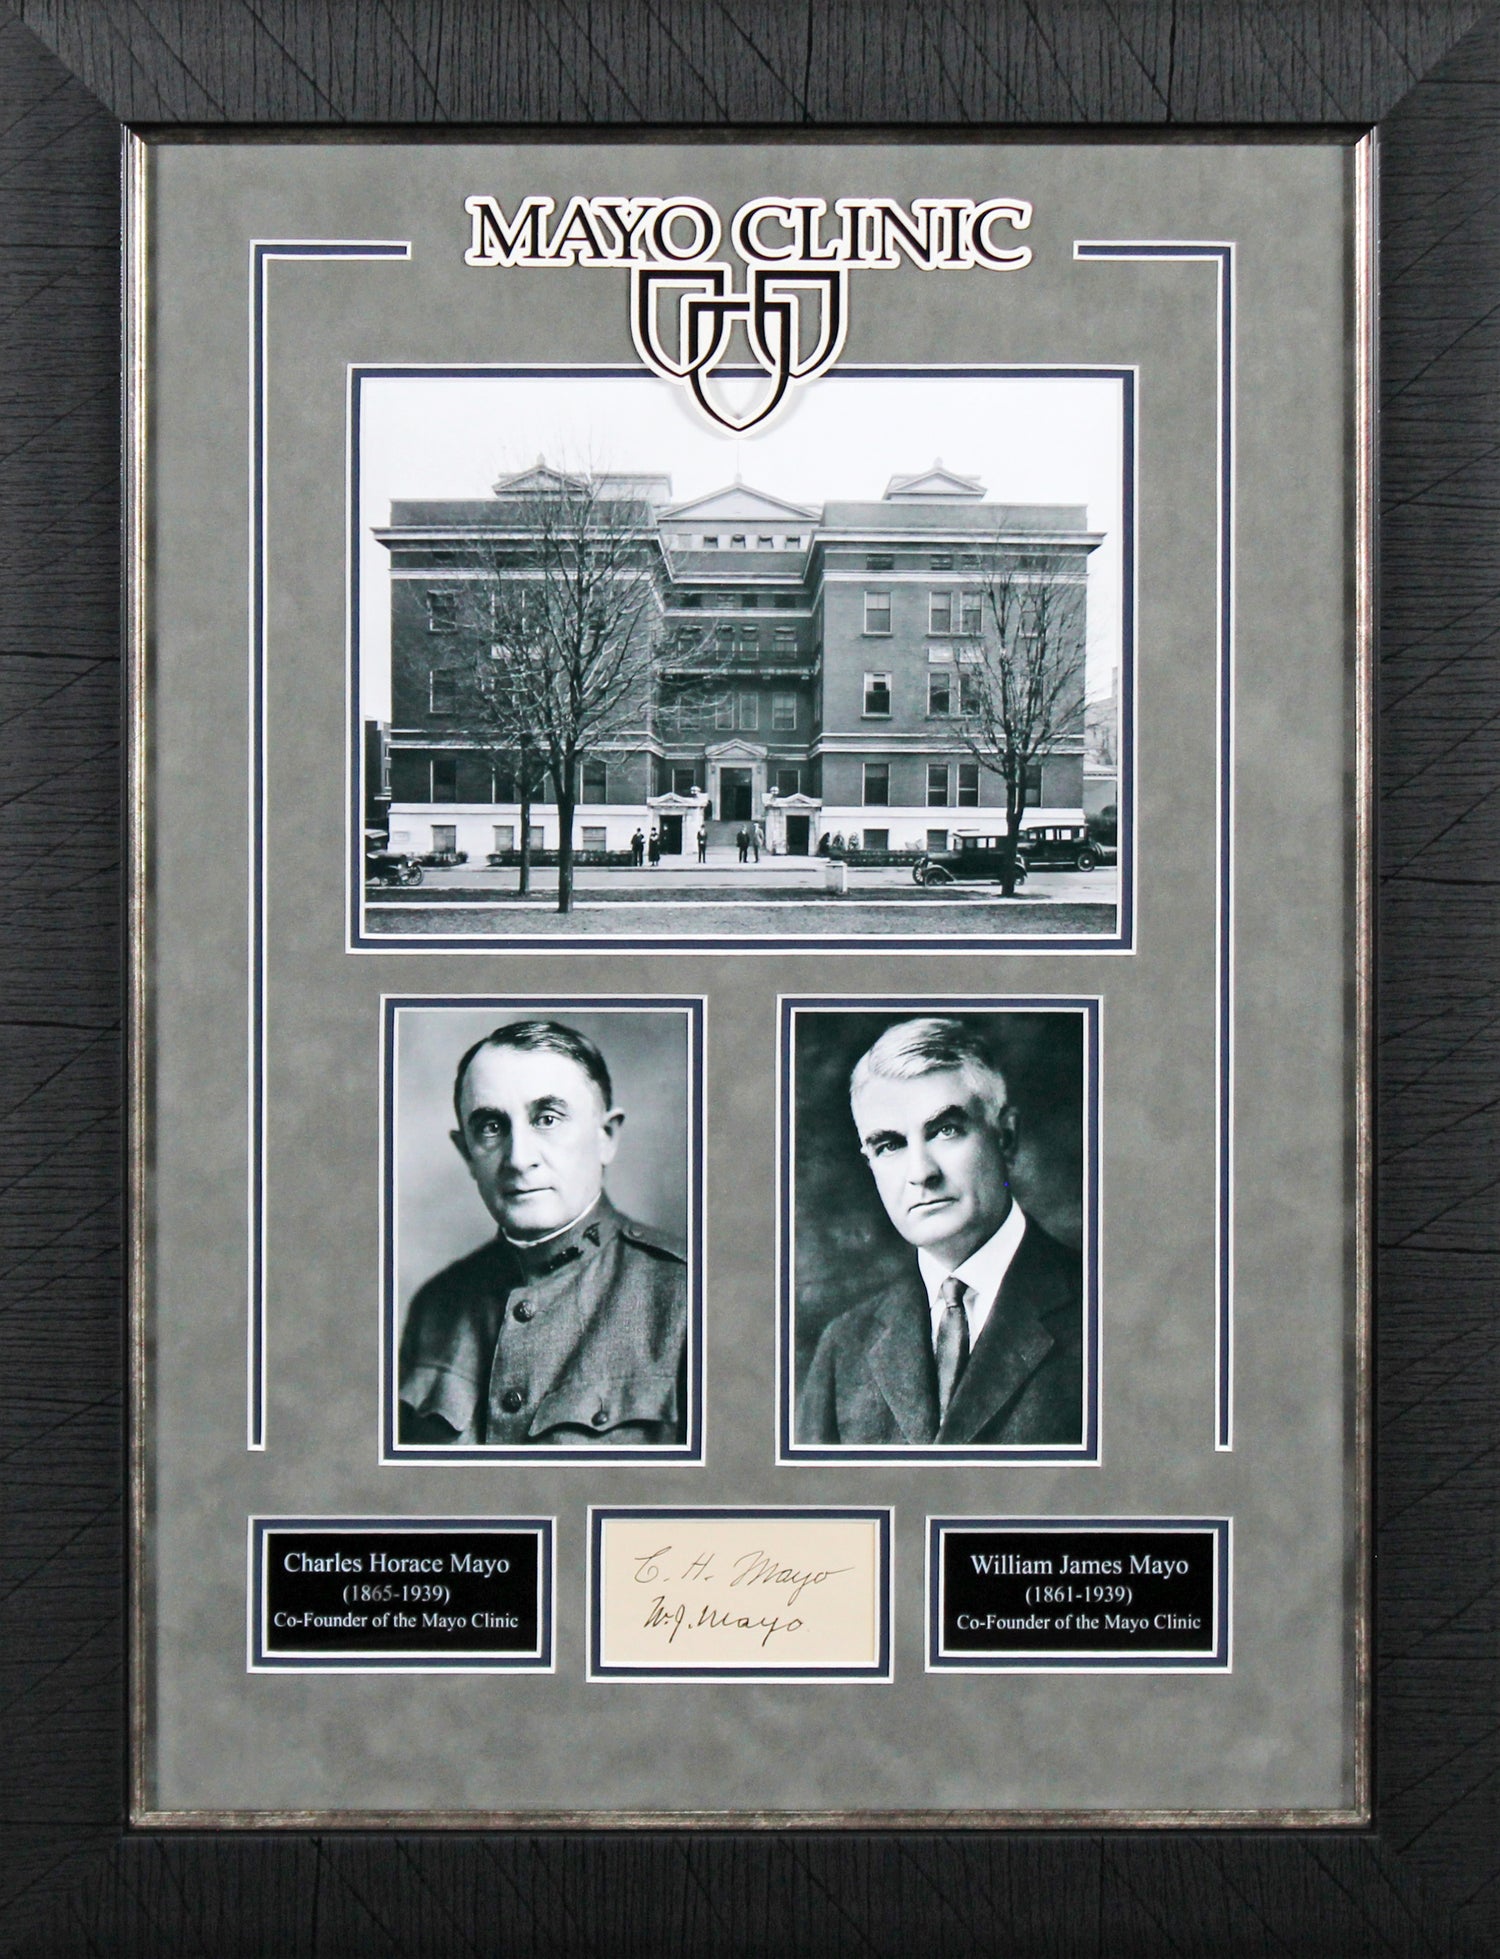 MAYO CLINIC
Charles Horace Mayo
(1865-1939)
Co-Founder of the Mayo Clinic
C. H. Mayo
W. J. Mayo.
William James Mayo
(1861-1939)
Co-Founder of the Mayo Clinic